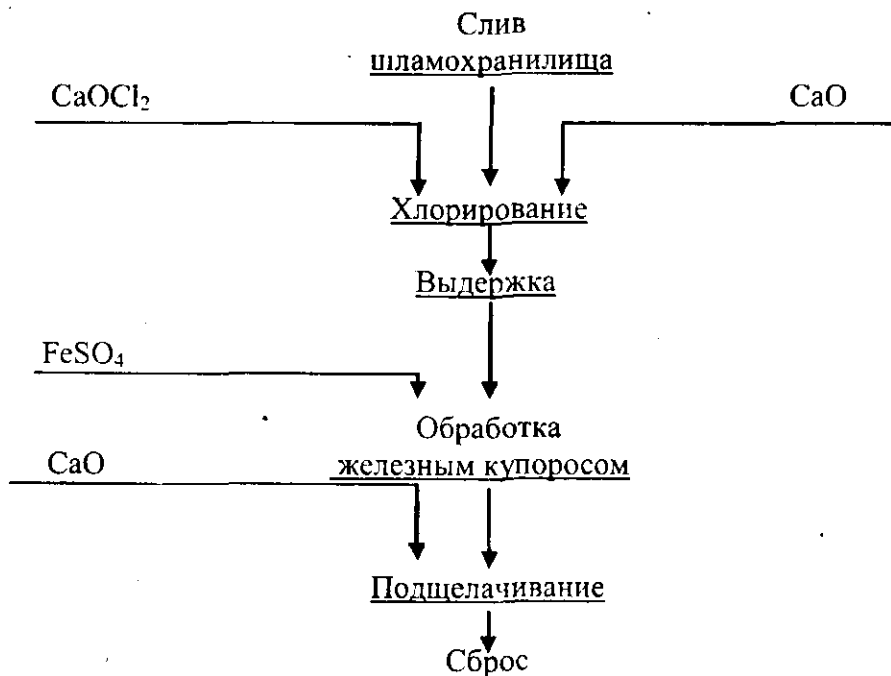 Слив
шламохранилища
CaOCl₂
CaO
Хлорирование
Выдержка
FeSO₄
Обработка
железным купоросом
CaO
Подщелачивание
Сброс